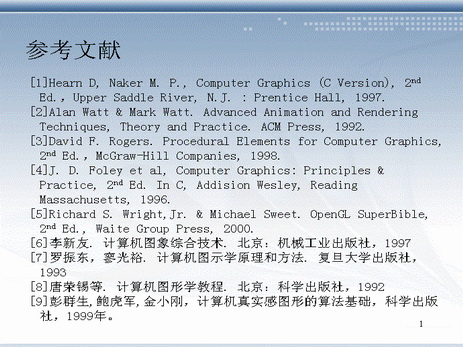 参考文献
[1]Hearn D, Naker M. P., Computer Graphics (C Version), 2nd
Ed., Upper Saddle River, N.J. : Prentice Hall, 1997.
[2]Alan Watt & Mark Watt. Advanced Animation and Rendering
Techniques, Theory and Practice. ACM Press, 1992.
[3]David F. Rogers. Procedural Elements for Computer Graphics,
2nd Ed., McGraw-Hill Companies, 1998.
[4]J. D. Foley et al, Computer Graphics: Principles &
Practice, 2nd Ed. In C, Addision Wesley, Reading
Massachusetts, 1996.
[5]Richard S. Wright,Jr. & Michael Sweet. OpenGL SuperBible,
2nd Ed., Waite Group Press, 2000.
[6]李新友. 计算机图象综合技术. 北京: 机械工业出版社, 1997
[7]罗振东, 廖光裕. 计算机图示学原理和方法. 复旦大学出版社,
1993
[8]唐荣锡等. 计算机图形学教程. 北京: 科学出版社, 1992
[9]彭群生,鲍虎军,金小刚, 计算机真实感图形的算法基础, 科学出版
社, 1999年。
1